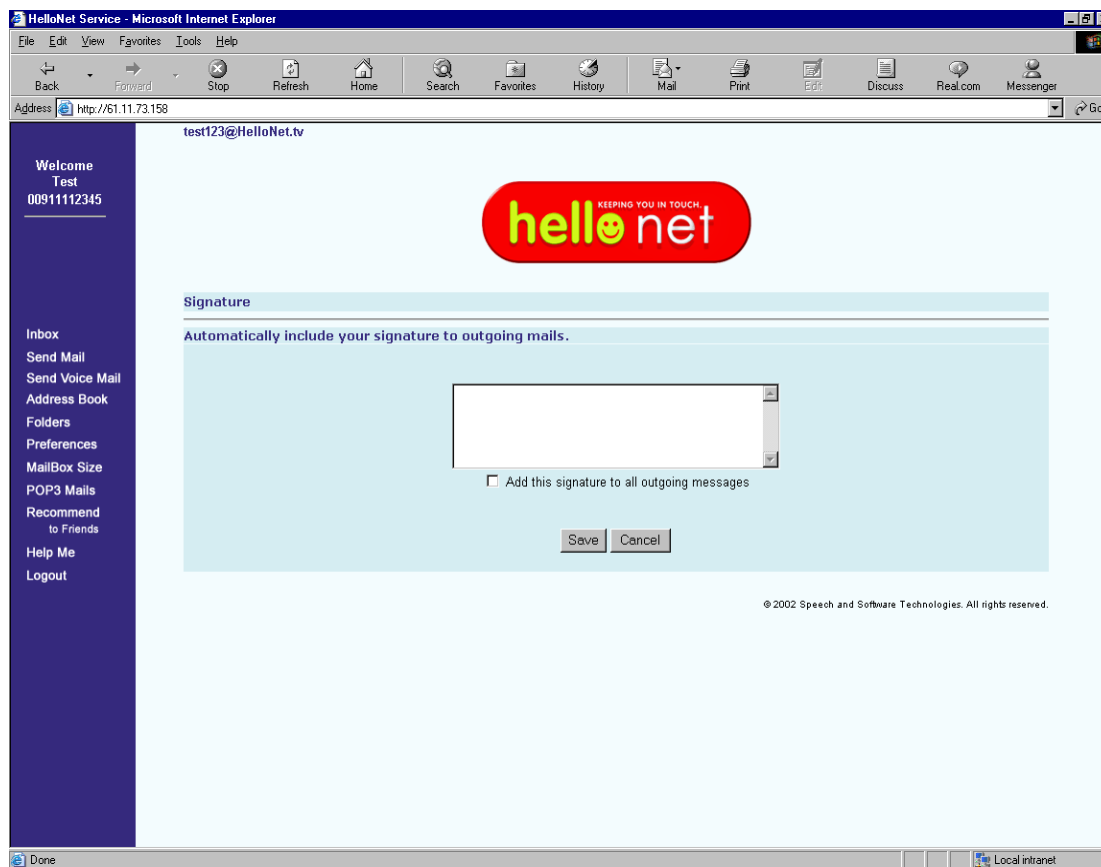 HelloNet Service - Microsoft Internet Explorer
File Edit View Favorites Tools Help
Back Forward Stop Refresh Home Search Favorites History Mail Print Edit Discuss Real.com Messenger
Address http://61.11.73.158 Go
test123@HelloNet.tv
Welcome
Test
00911112345
KEEPING YOU IN TOUCH.
hello net
Signature
Automatically include your signature to outgoing mails.
Inbox
Send Mail
Send Voice Mail
Address Book
Folders
Preferences
MailBox Size
POP3 Mails
Recommend
to Friends
Help Me
Logout
Add this signature to all outgoing messages
Save Cancel
© 2002 Speech and Software Technologies. All rights reserved.
Done Local intranet